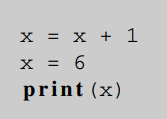 x = x + 1
x = 6
print(x)